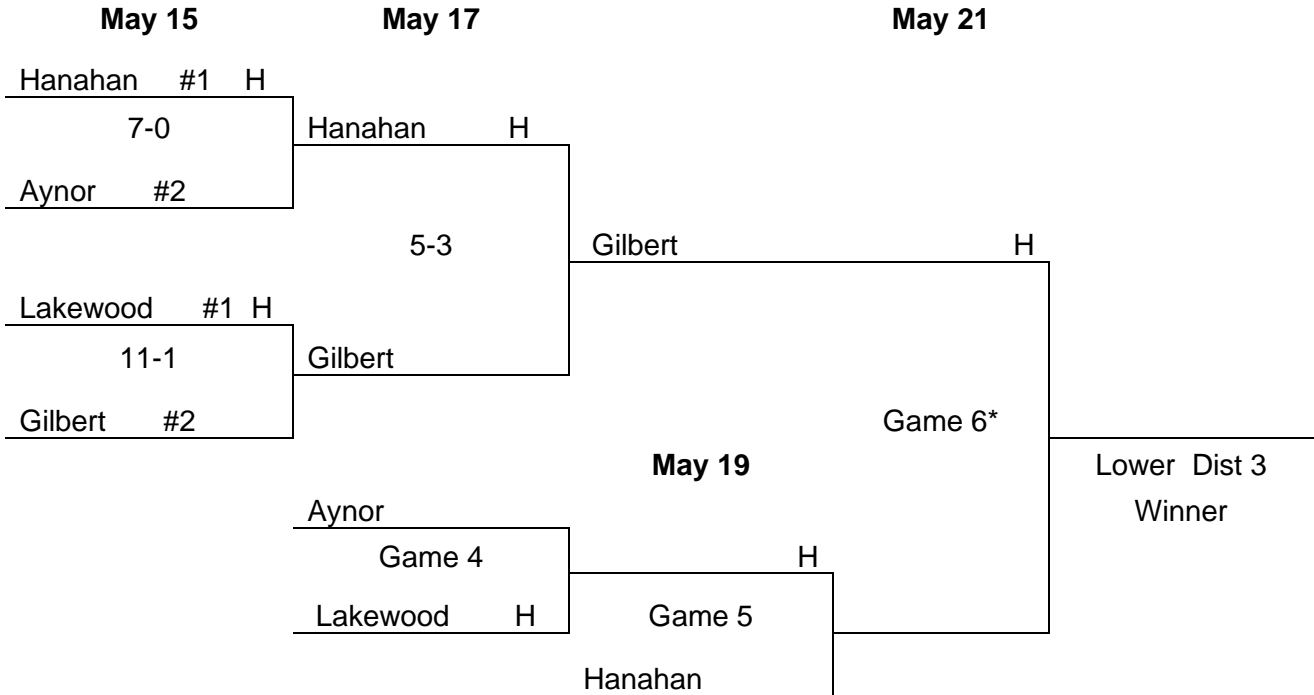 May 15 May 17 May 21
Hanahan #1 H
7-0 Hanahan H
Aynor #2
5-3 Gilbert H
Lakewood #1 H
11-1 Gilbert
Gilbert #2 Game 6*
May 19 Lower Dist 3
Aynor Winner
Game 4 H
Lakewood H Game 5
Hanahan